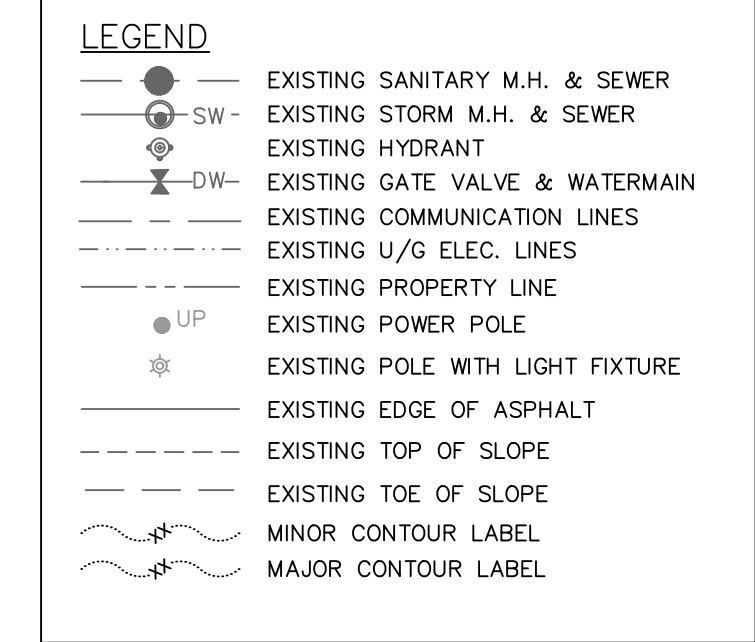 LEGEND
EXISTING SANITARY M.H. & SEWER
SW EXISTING STORM M.H. & SEWER
EXISTING HYDRANT
DW EXISTING GATE VALVE & WATERMAIN
EXISTING COMMUNICATION LINES
EXISTING U/G ELEC. LINES
EXISTING PROPERTY LINE
UP EXISTING POWER POLE
EXISTING POLE WITH LIGHT FIXTURE
EXISTING EDGE OF ASPHALT
EXISTING TOP OF SLOPE
EXISTING TOE OF SLOPE
XX MINOR CONTOUR LABEL
XX MAJOR CONTOUR LABEL